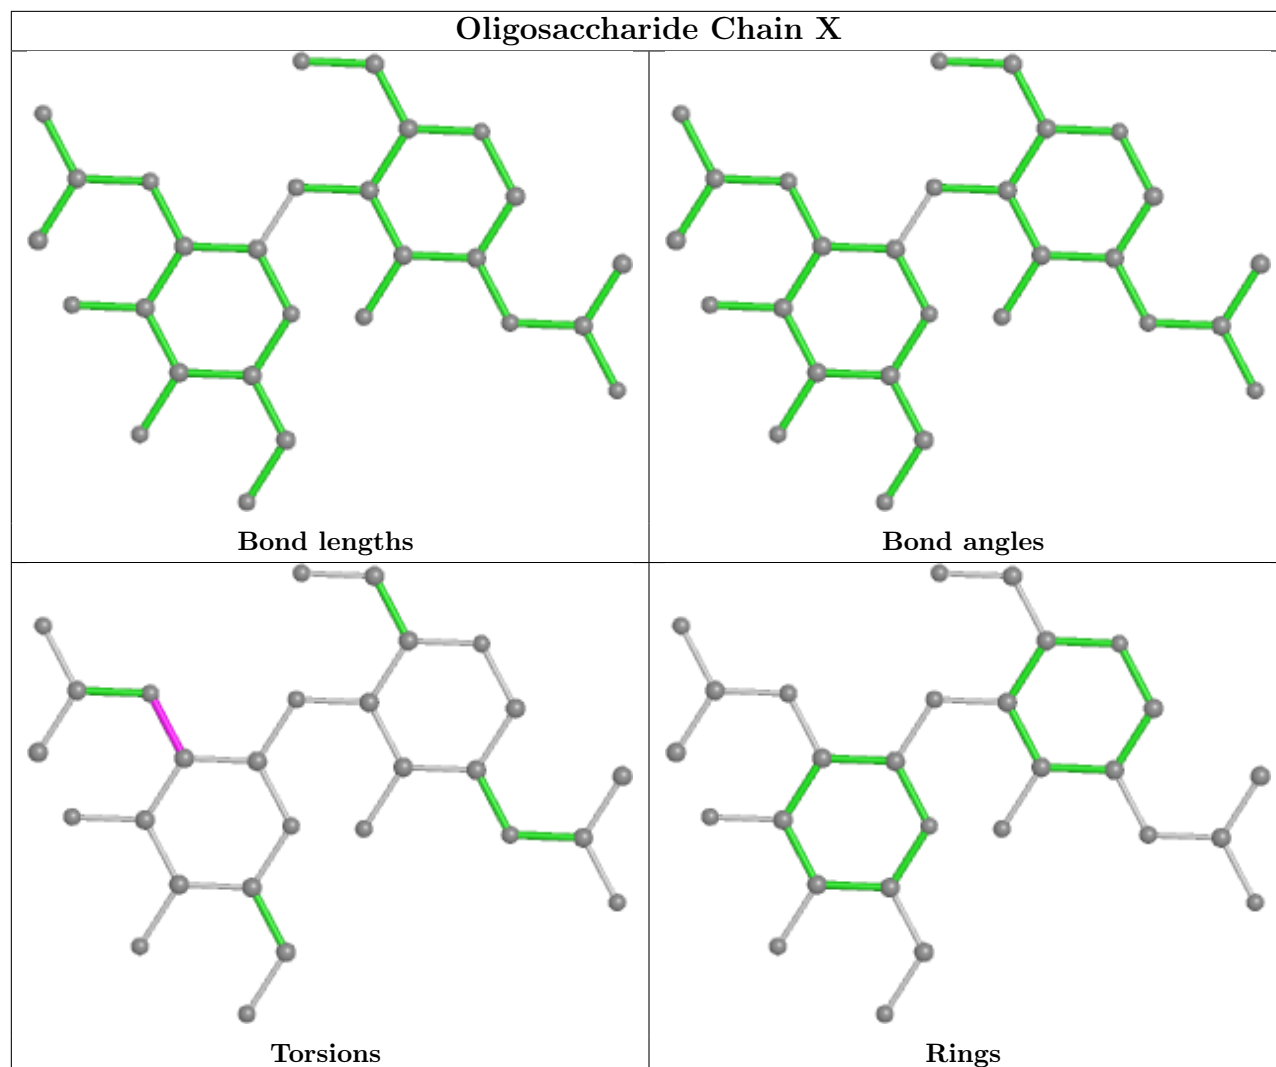 Oligosaccharide Chain X
Bond lengths
Bond angles
Torsions
Rings